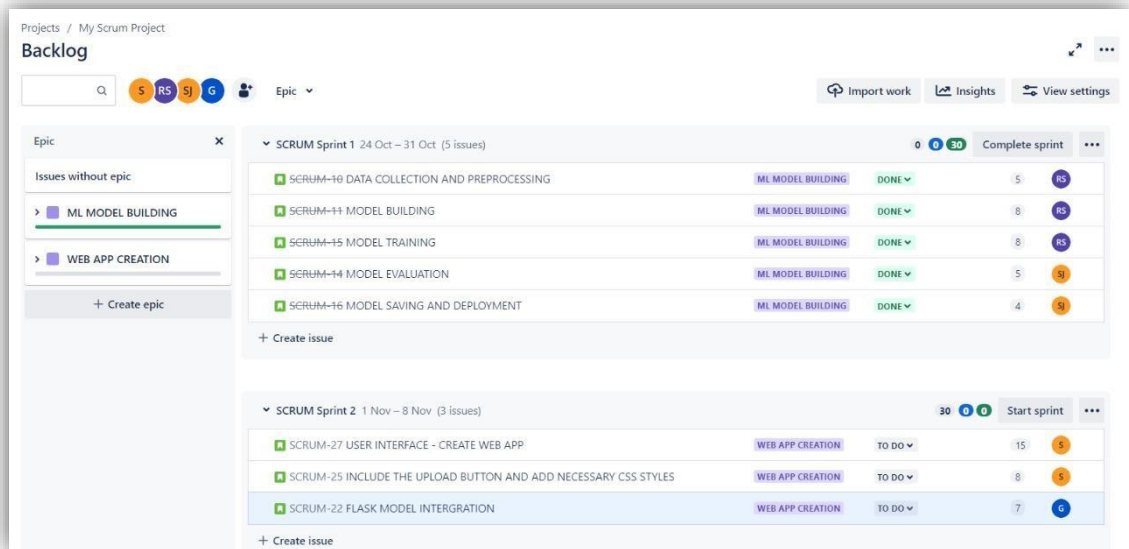 Projects / My Scrum Project
Backlog
S RS SJ G Epic
Import work Insights View settings
Epic
Issues without epic
ML MODEL BUILDING
WEB APP CREATION
+ Create epic
SCRUM Sprint 1 24 Oct – 31 Oct (5 issues) 0 0 30 Complete sprint
SCRUM-10 DATA COLLECTION AND PREPROCESSING ML MODEL BUILDING DONE 5 RS
SCRUM-11 MODEL BUILDING ML MODEL BUILDING DONE 8 RS
SCRUM-15 MODEL TRAINING ML MODEL BUILDING DONE 8 RS
SCRUM-14 MODEL EVALUATION ML MODEL BUILDING DONE 5 SJ
SCRUM-16 MODEL SAVING AND DEPLOYMENT ML MODEL BUILDING DONE 4 SJ
+ Create issue
SCRUM Sprint 2 1 Nov – 8 Nov (3 issues) 30 0 0 Start sprint
SCRUM-27 USER INTERFACE - CREATE WEB APP WEB APP CREATION TO DO 15 S
SCRUM-25 INCLUDE THE UPLOAD BUTTON AND ADD NECESSARY CSS STYLES WEB APP CREATION TO DO 8 S
SCRUM-22 FLASK MODEL INTERGRATION WEB APP CREATION TO DO 7 G
+ Create issue